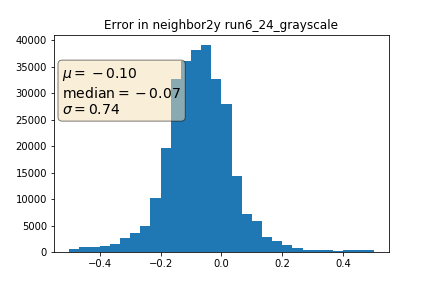 Error in neighbor2y run6_24_grayscale
40000
35000
30000
25000
20000
15000
10000
5000
0
μ = −0.10
median = −0.07
σ = 0.74
−0.4 −0.2 0.0 0.2 0.4